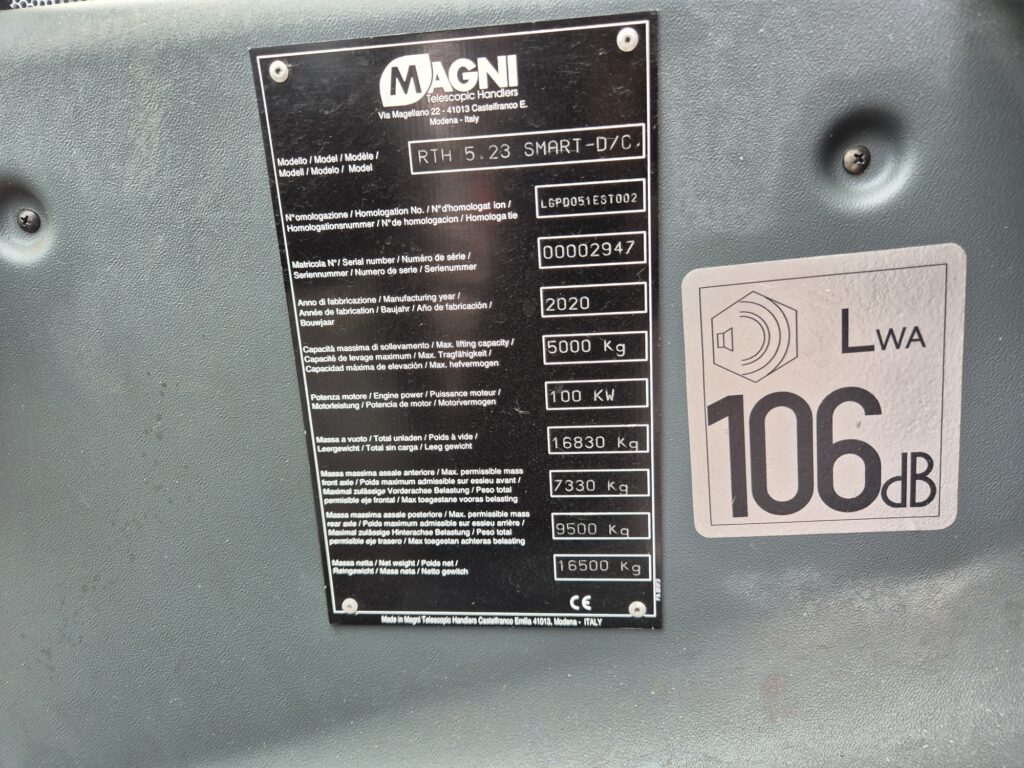 MAGNI
Telescopic Handlers
Via Magellano 22 - 41013 Castelfranco E.
Modena - Italy
Modello / Model / Modèle /
Modell / Modelo / Model
RTH 5.23 SMART-D/C.
N°omologazione / Homologation No. / N°d'homologat ion /
Homologationsnummer / N°de homologacion / Homologa tie
LGPD051EST002
Matricola N°/ Serial number / Numéro de série /
Seriennummer / Numero de serie / Serienummer
00002947
Anno di fabbricazione / Manufacturing year /
Année de fabrication / Baujahr / Año de fabricación /
Bouwjaar
2020
Capacità massima di sollevamento / Max. lifting capacity /
Capacité de levage maximum / Max. Tragfähigkeit /
Capacidad máxima de elevación / Max. hefvermogen
5000 Kg
Potenza motore / Engine power / Puissance moteur /
Motorleistung / Potencia de motor / Motorvermogen
100 KW
Massa a vuoto / Total unladen / Poids à vide /
Leergewicht / Total sin carga / Leeg gewicht
16830 Kg
Massa massima assale anteriore / Max. permissible mass
front axle / Poids maximum admissible sur essieu avant /
Maximal zulässige Vorderachse Belastung / Peso total
permisible eje frontal / Max toegestane vooras belasting
7330 Kg
Massa massima assale posteriore / Max. permissible mass
rear axle / Poids maximum admissible sur essieu arrière /
Maximal zulässige Hinterachse Belastung / Peso total
permisible eje trasero / Max toegestan achteras belasting
9500 Kg
Massa netta / Net weight / Poids net /
Reingewicht / Mass neta / Netto gewitch
16500 Kg
CE
Made in Magni Telescopic Handlers Castelfranco Emilia 41013, Modena - ITALY
LWA
106dB